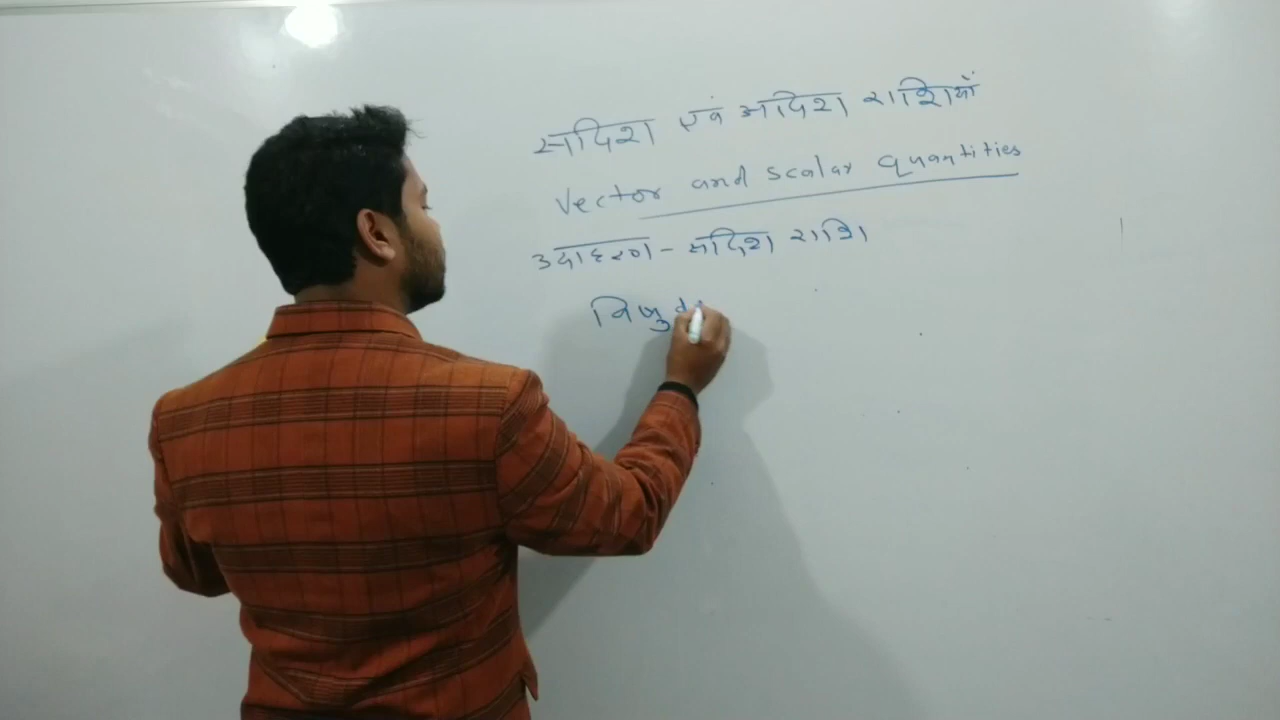 सदिश एवं अदिश राशियाँ
Vector and scalar quantities
उदाहरण - सदिश राशि